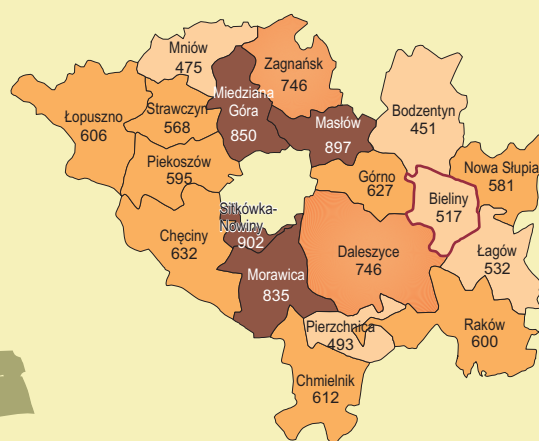 Mniów
475
Zagnańsk
746
Miedziana
Góra
850
Łopuszno
606
Strawczyn
568
Masłów
897
Bodzentyn
451
Piekoszów
595
Górno
627
Nowa Słupia
581
Bieliny
517
Sitkówka-
Nowiny
902
Chęciny
632
Daleszyce
746
Łagów
532
Morawica
835
Pierzchnica
493
Raków
600
Chmielnik
612